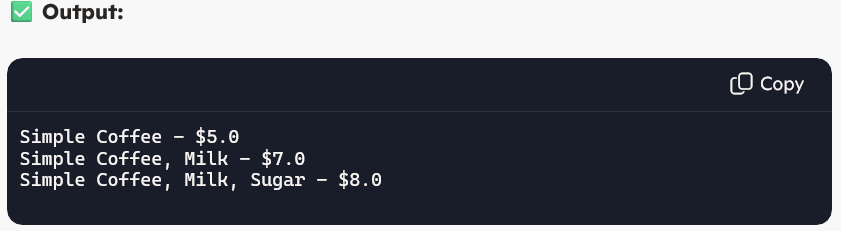 ✅ Output:
Copy
Simple Coffee - $5.0
Simple Coffee, Milk - $7.0
Simple Coffee, Milk, Sugar - $8.0